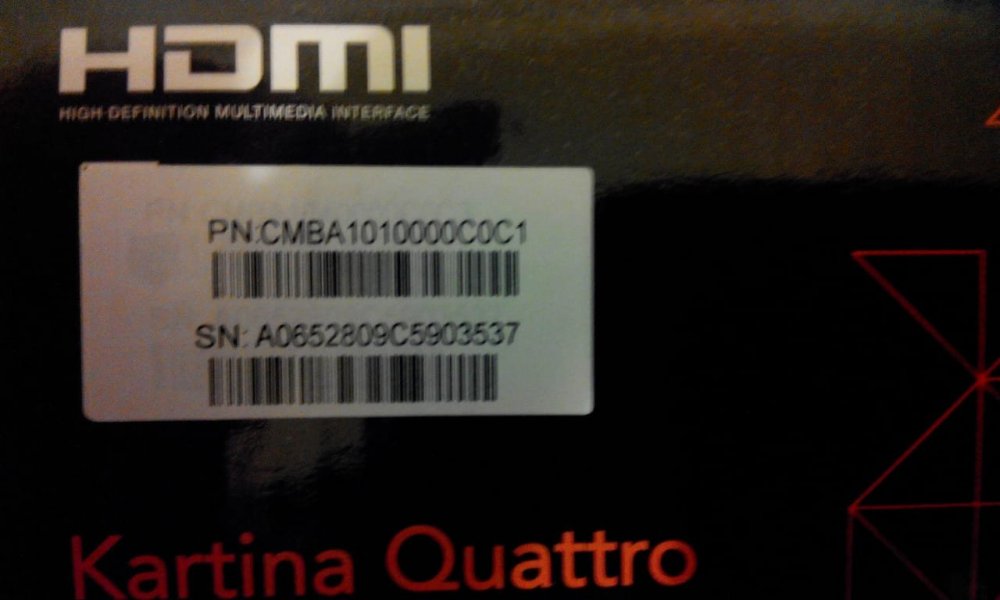 HDMI
HIGH-DEFINITION MULTIMEDIA INTERFACE
PN:CMBA1010000C0C1
SN: A0652809C5903537
Kartina Quattro